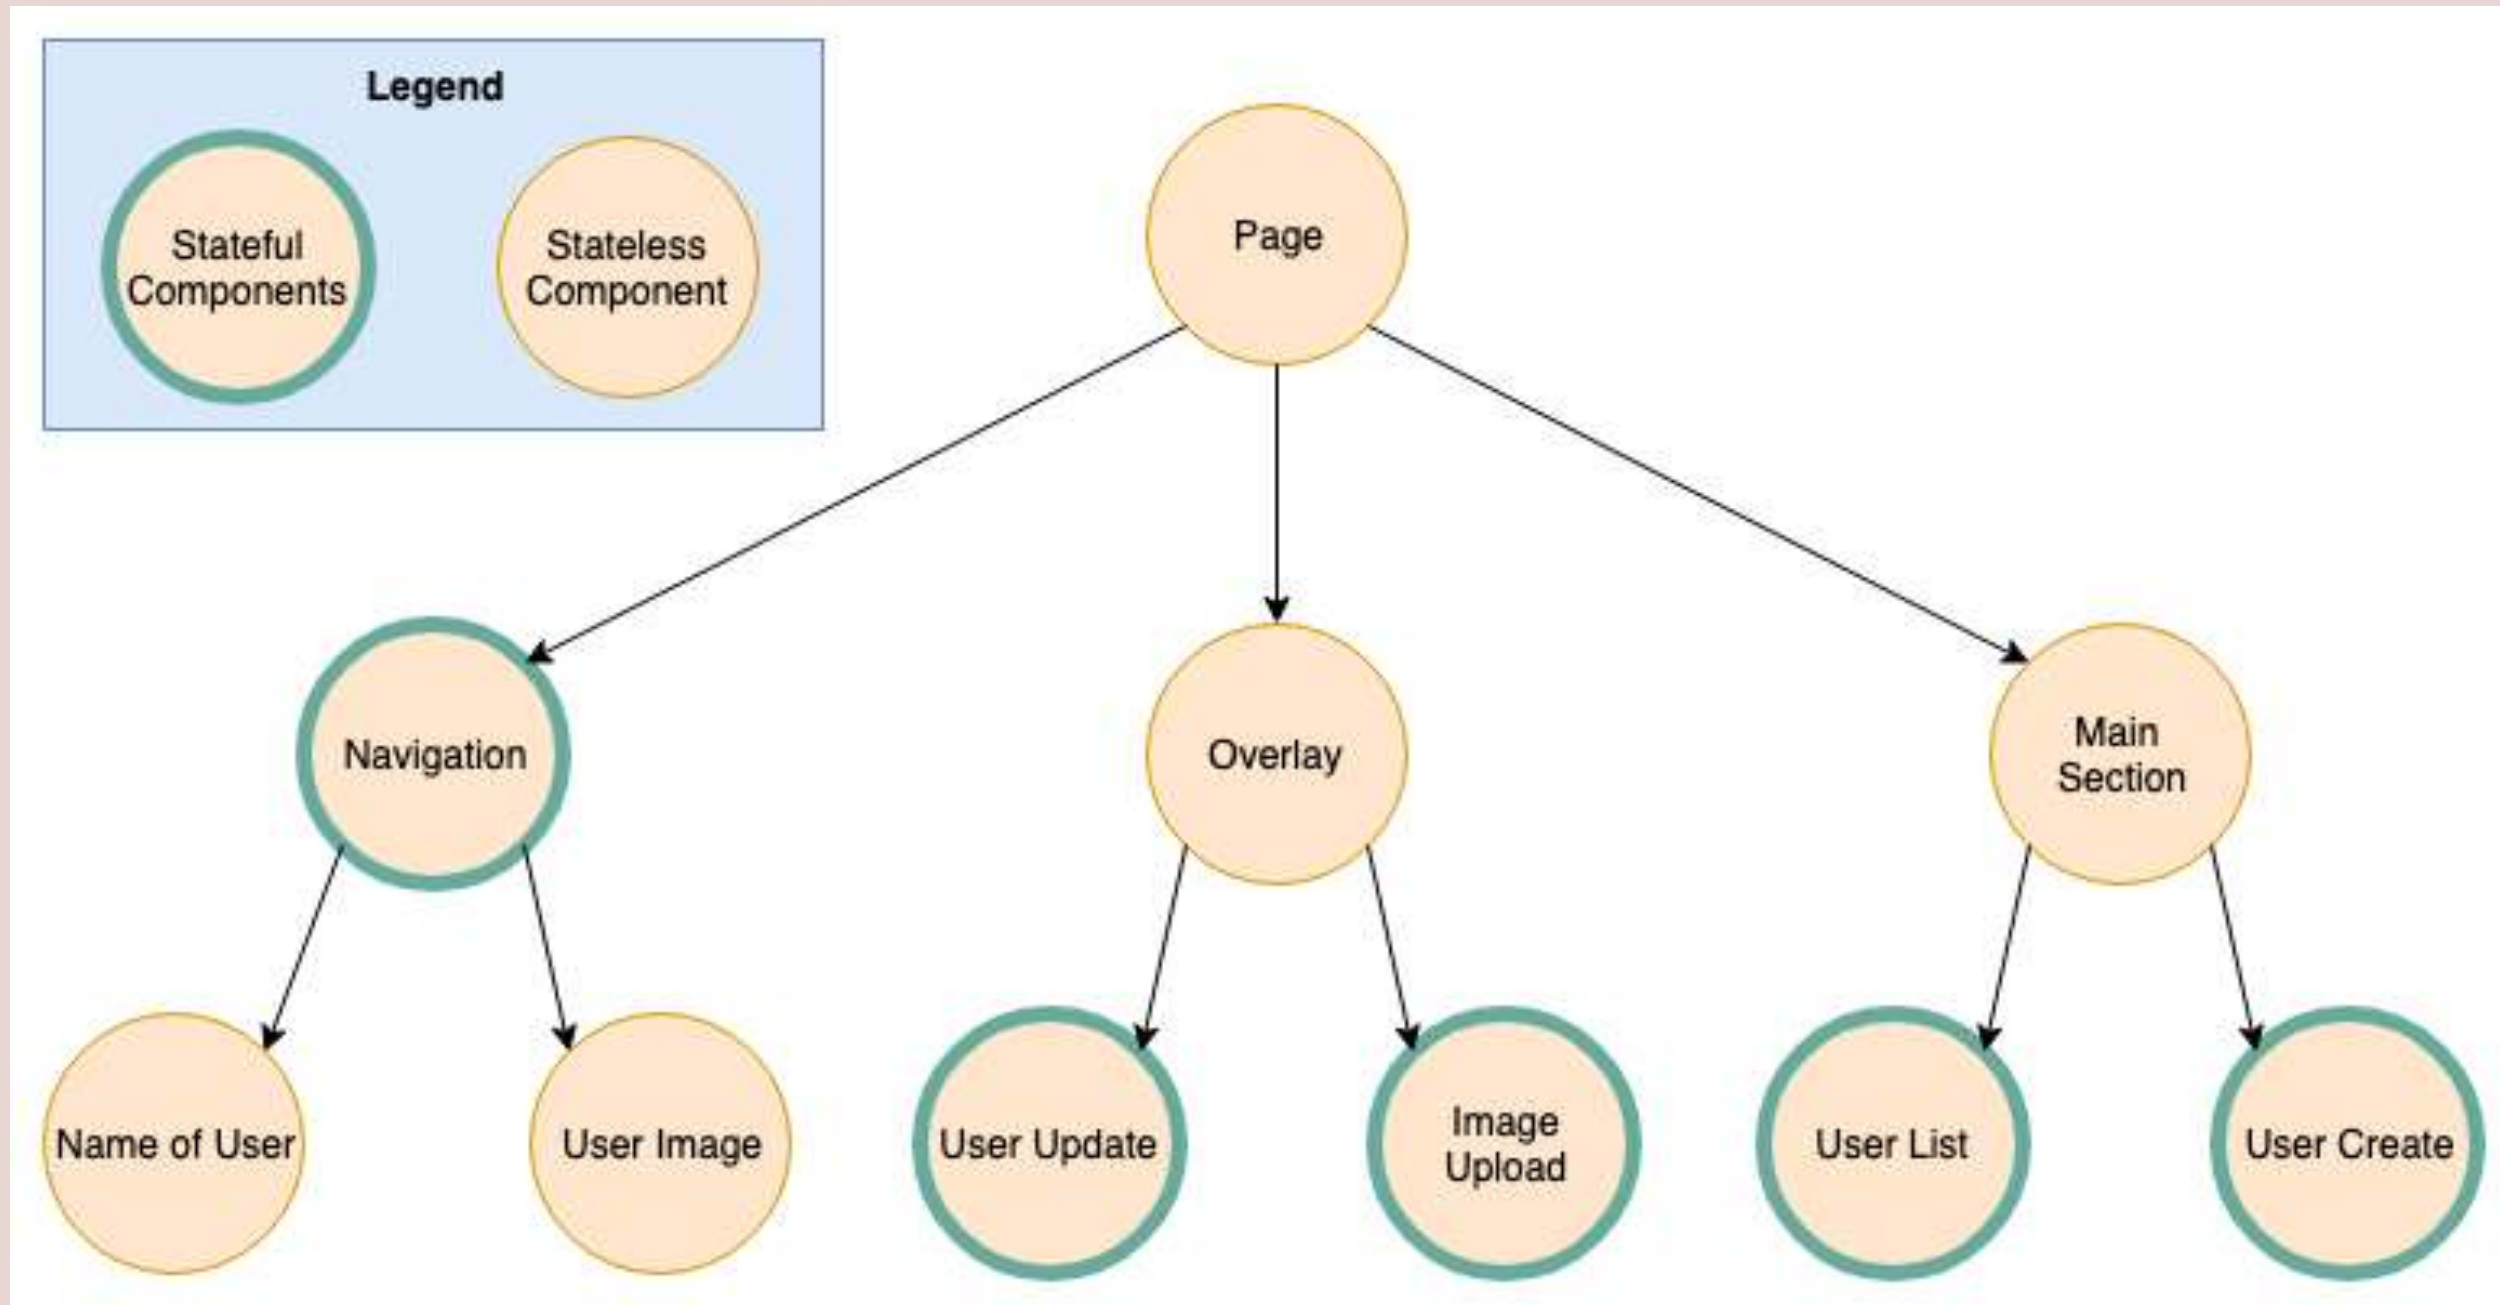 Legend
Stateful
Components
Stateless
Component
Page
Navigation
Overlay
Main
Section
Name of User
User Image
User Update
Image
Upload
User List
User Create